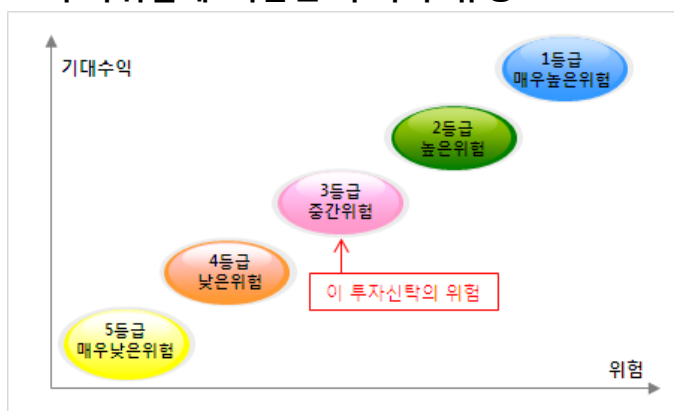 기대수익
1등급
매우높은위험
2등급
높은위험
3등급
중간위험
4등급
낮은위험
이 투자신탁의 위험
5등급
매우낮은위험
위험